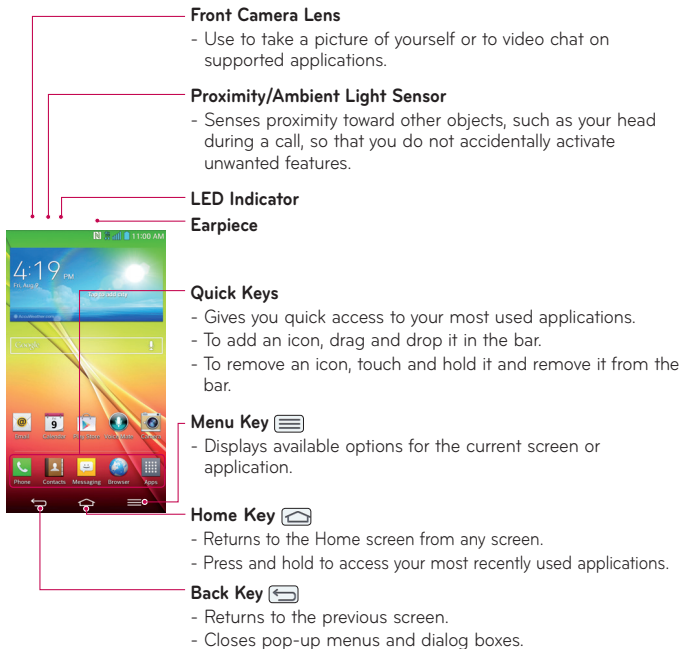 Front Camera Lens
- Use to take a picture of yourself or to video chat on
supported applications.
Proximity/Ambient Light Sensor
- Senses proximity toward other objects, such as your head
during a call, so that you do not accidentally activate
unwanted features.
LED Indicator
Earpiece
N 11:00 AM
4:19 PM
Fri, Aug 9
Quick Keys
- Gives you quick access to your most used applications.
- To add an icon, drag and drop it in the bar.
- To remove an icon, touch and hold it and remove it from the
bar.
@ 9
Email Calendar Play Store Camera
Phone Contacts Messaging Browser Apps
Menu Key
- Displays available options for the current screen or
application.
Home Key
- Returns to the Home screen from any screen.
- Press and hold to access your most recently used applications.
Back Key
- Returns to the previous screen.
- Closes pop-up menus and dialog boxes.